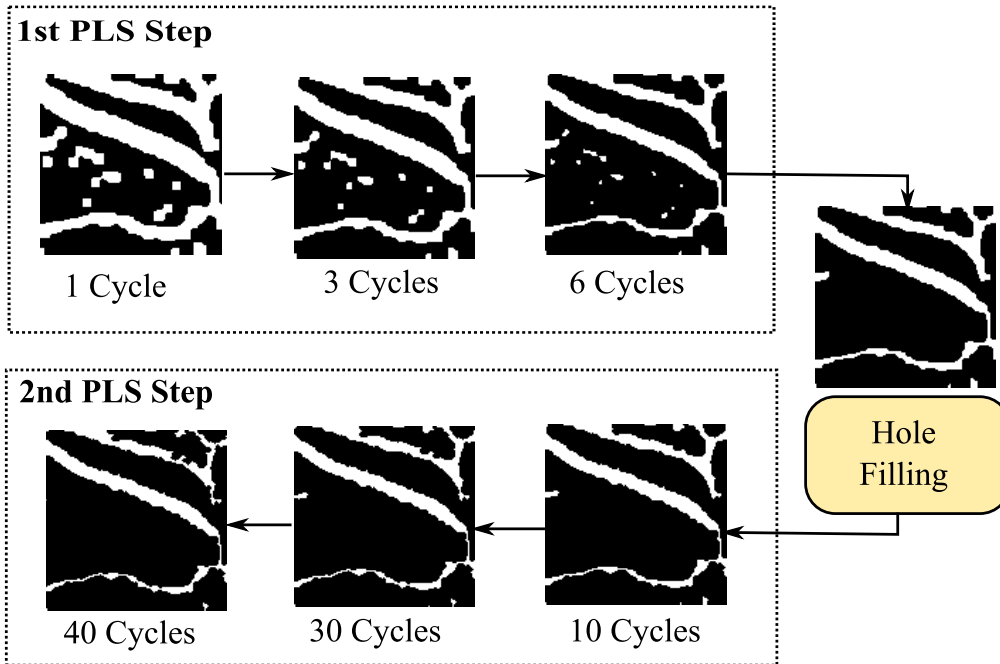 1st PLS Step
1 Cycle
3 Cycles
6 Cycles
Hole
Filling
2nd PLS Step
40 Cycles
30 Cycles
10 Cycles